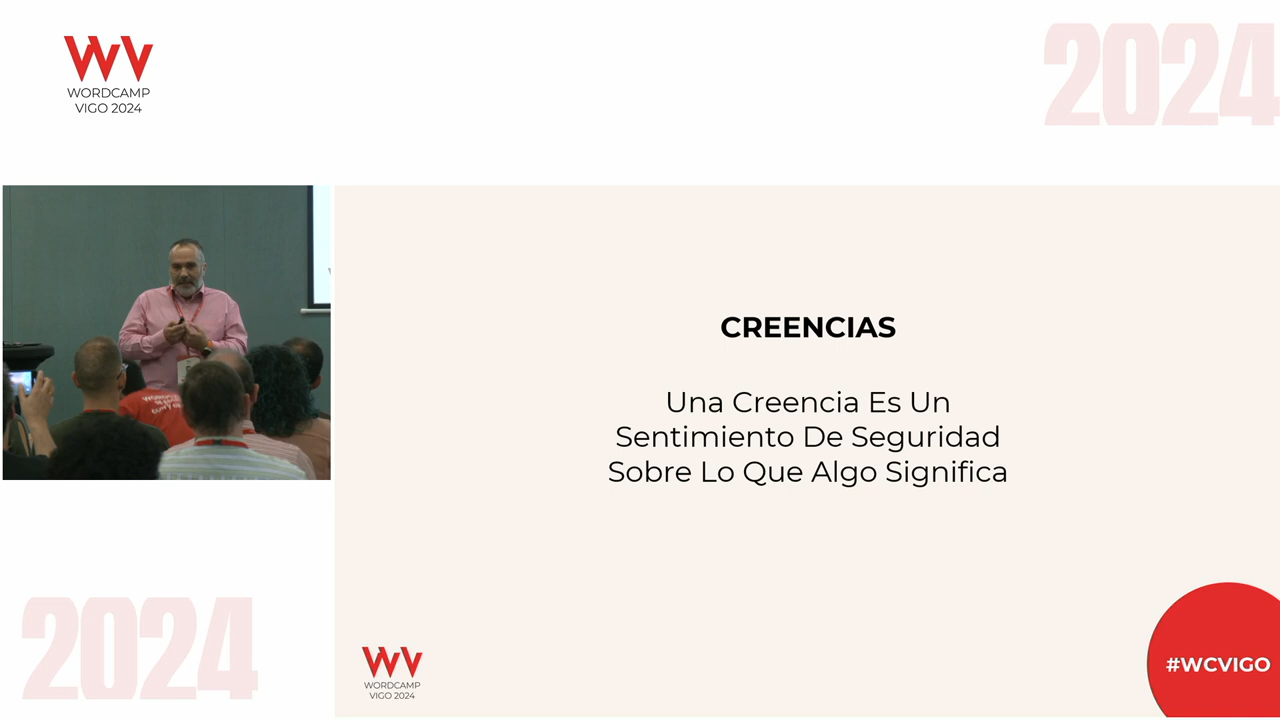 WORDCAMP
VIGO 2024
2024
CREENCIAS
Una Creencia Es Un
Sentimiento De Seguridad
Sobre Lo Que Algo Significa
2024
WORDCAMP
VIGO 2024
#WCVIGO